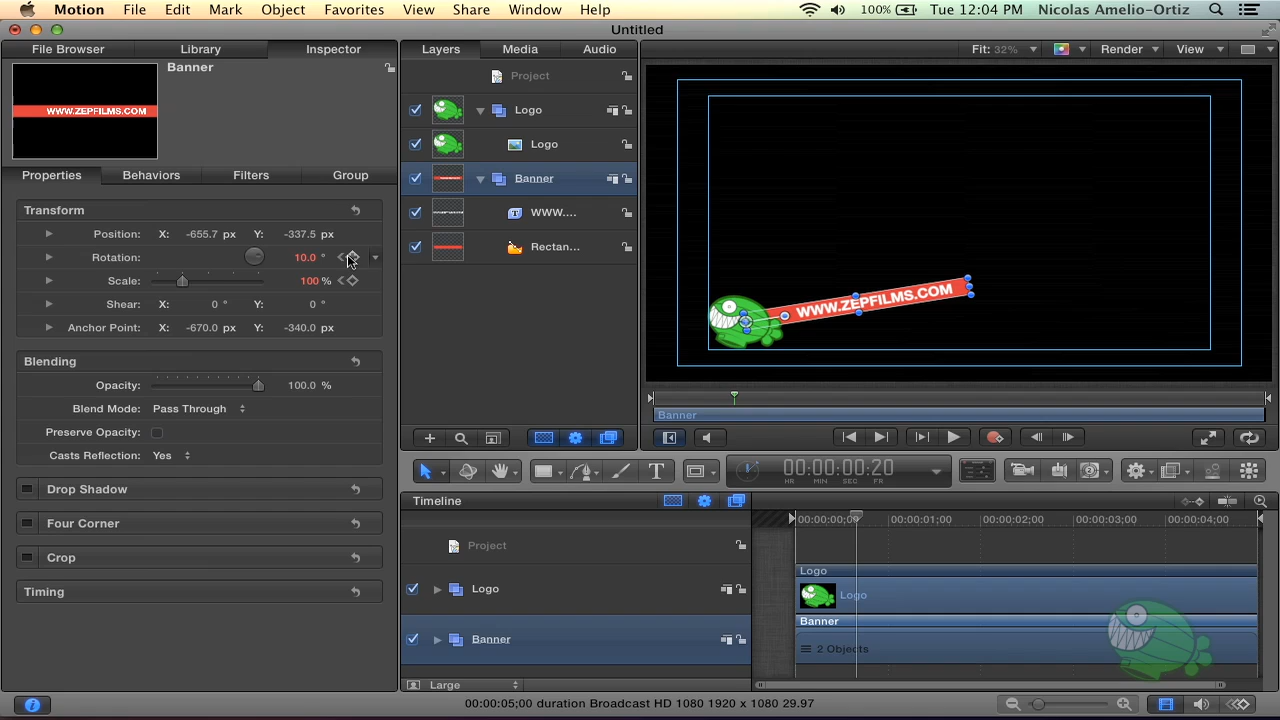 Motion File Edit Mark Object Favorites View Share Window Help 100% Tue 12:04 PM Nicolas Amelio-Ortiz
Untitled
File Browser Library Inspector Layers Media Audio Fit: 32% Render View
Banner
WWW.ZEPFILMS.COM
Project
Logo
Logo
Properties Behaviors Filters Group
Banner
Transform
Position: X: -655.7 px Y: -337.5 px
WWW....
Rotation: 10.0 °
Rectan...
Scale: 100 %
WWW.ZEPFILMS.COM
Shear: X: 0 ° Y: 0 °
Anchor Point: X: -670.0 px Y: -340.0 px
Blending
Opacity: 100.0 %
Blend Mode: Pass Through
Banner
Preserve Opacity:
Casts Reflection: Yes
T
00:00:00:20
HR MIN SEC FR
Drop Shadow
Timeline
Four Corner
00:00:00;00 00:00:01;00 00:00:02;00 00:00:03;00 00:00:04;00
Project
Crop
Logo
Timing
Logo
Logo
Banner
Banner
2 Objects
Large
00:00:05;00 duration Broadcast HD 1080 1920 x 1080 29.97